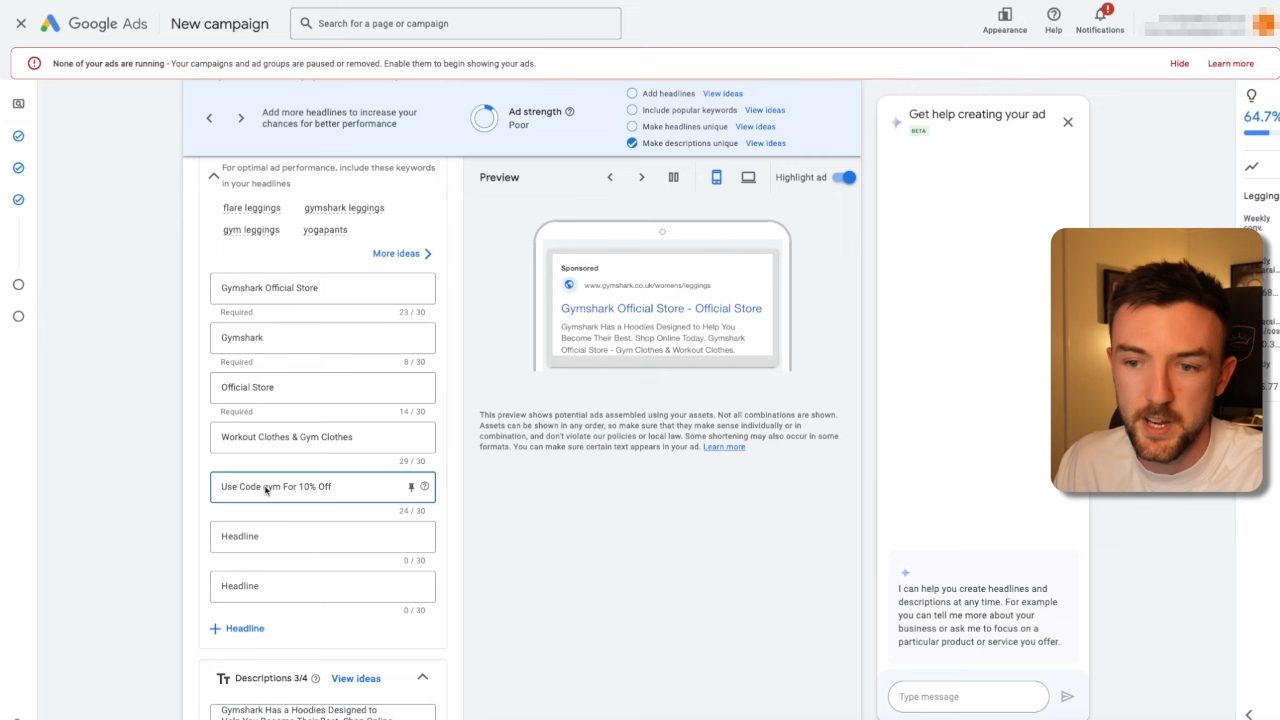 Google Ads
New campaign
Search for a page or campaign
Appearance
Help
Notifications
None of your ads are running - Your campaigns and ad groups are paused or removed. Enable them to begin showing your ads.
Hide
Learn more
Add more headlines to increase your
chances for better performance
Ad strength
Poor
Add headlines View ideas
Include popular keywords View ideas
Make headlines unique View ideas
Make descriptions unique View ideas
For optimal ad performance, include these keywords
in your headlines
flare leggings
gymshark leggings
gym leggings
yogapants
More ideas
Gymshark Official Store
Required
23 / 30
Gymshark
Required
8 / 30
Official Store
Required
14 / 30
Workout Clothes & Gym Clothes
29 / 30
Use Code gym For 10% Off
24 / 30
Headline
0 / 30
Headline
0 / 30
+ Headline
Tт Descriptions 3/4
View ideas
Gymshark Has a Hoodies Designed to
Preview
Highlight ad
Sponsored
www.gymshark.co.uk/womens/leggings
Gymshark Official Store - Official Store
Gymshark Has a Hoodies Designed to Help You
Become Their Best. Shop Online Today. Gymshark
Official Store - Gym Clothes & Workout Clothes.
This preview shows potential ads assembled using your assets. Not all combinations are shown.
Assets can be shown in any order, so make sure that they make sense individually or in
combination, and don't violate our policies or local law. Some shortening may also occur in some
formats. You can make sure certain text appears in your ad. Learn more
Get help creating your ad
BETA
I can help you create headlines and
descriptions at any time. For example
you can tell me more about your
business or ask me to focus on a
particular product or service you offer.
Type message
64.7%
Legging
Weekly